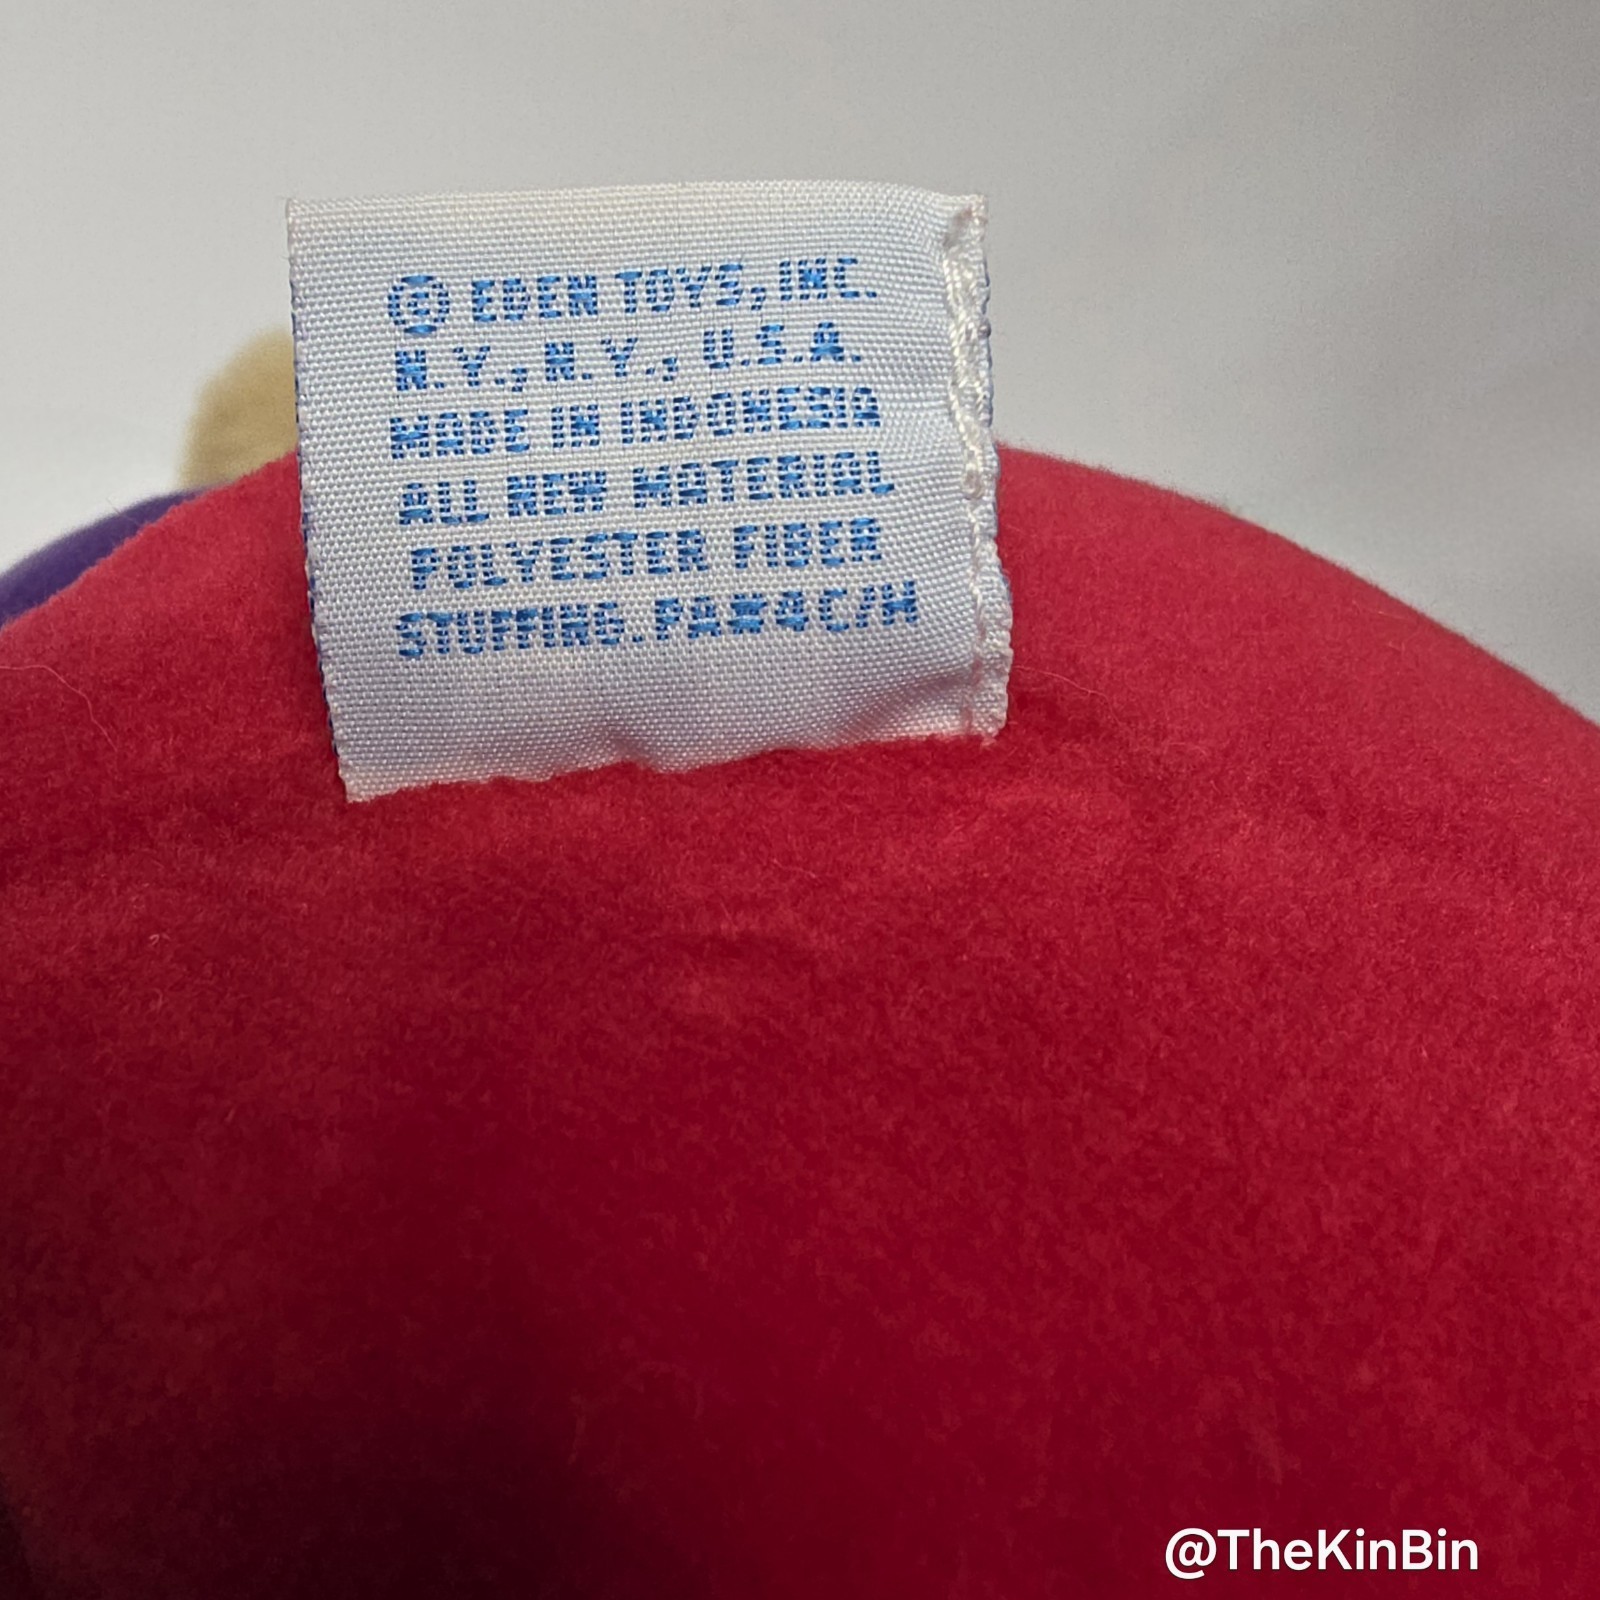 © EDEN TOYS, INC.
N.Y., N.Y., U.S.A.
MADE IN INDONESIA
ALL NEW MATERIAL
POLYESTER FIBER
STUFFING. PA#4C/H
@TheKinBin